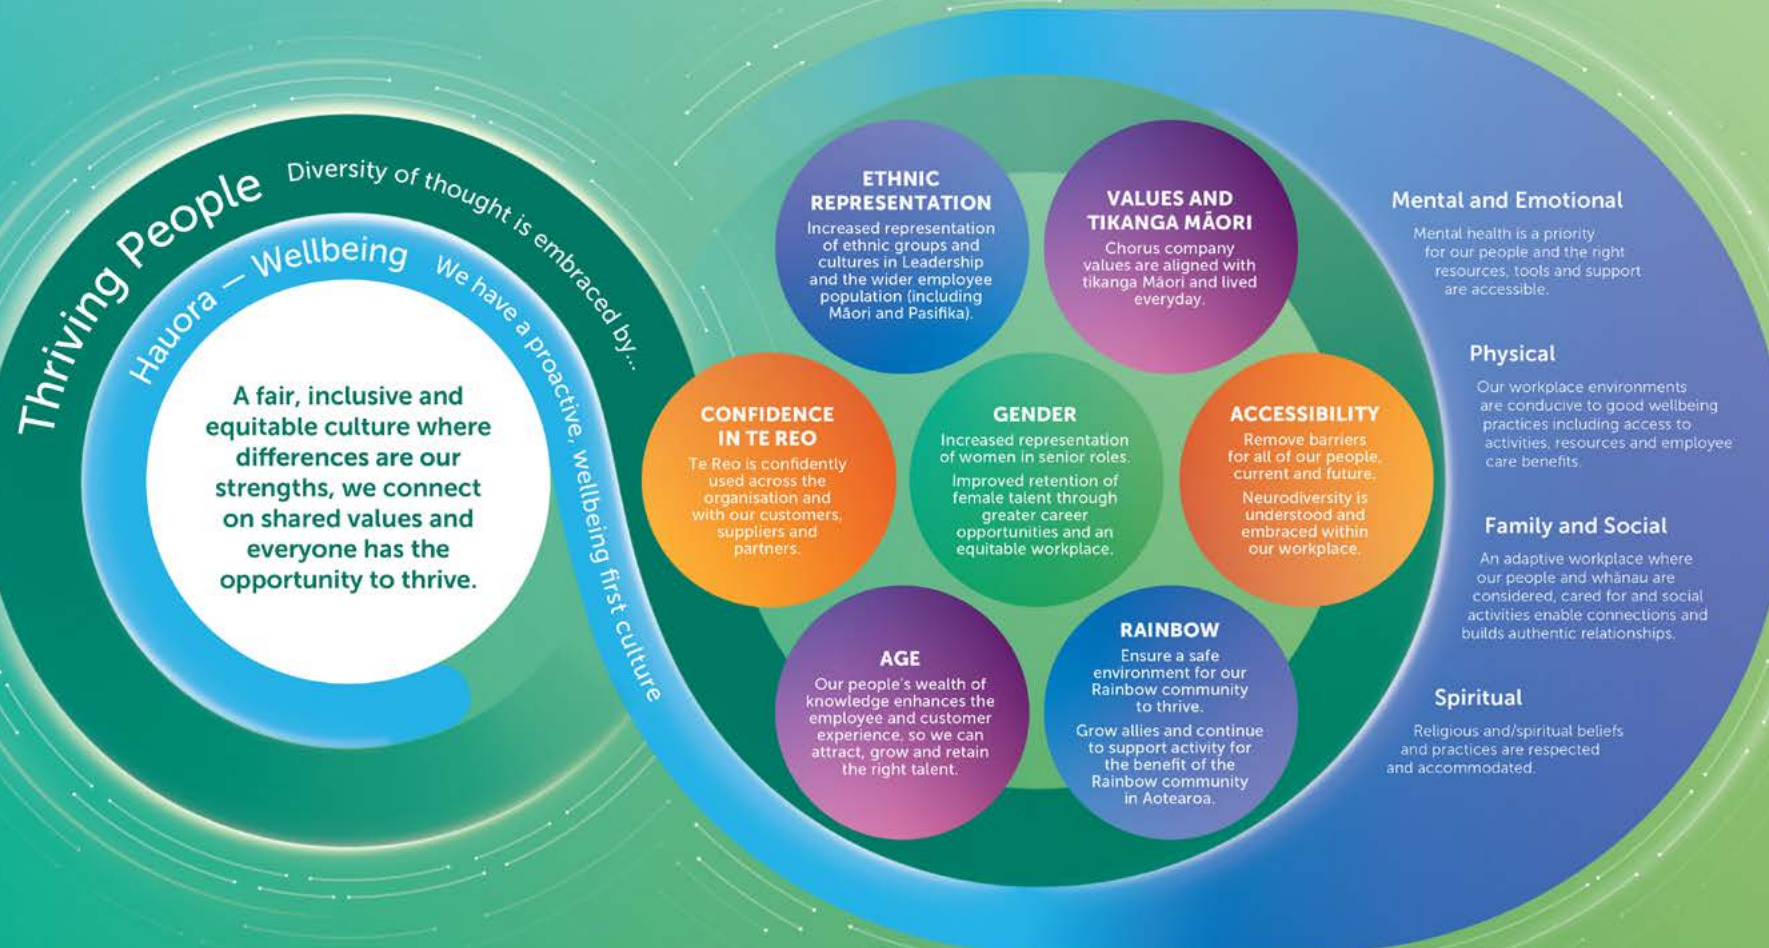 Thriving People Diversity of thought is embraced by...
Hauora — Wellbeing We have a proactive, wellbeing first culture
A fair, inclusive and
equitable culture where
differences are our
strengths, we connect
on shared values and
everyone has the
opportunity to thrive.
ETHNIC
REPRESENTATION
Increased representation
of ethnic groups and
cultures in Leadership
and the wider employee
population (including
Māori and Pasifika).
VALUES AND
TIKANGA MĀORI
Chorus company
values are aligned with
tikanga Māori and lived
everyday.
CONFIDENCE
IN TE REO
Te Reo is confidently
used across the
organisation and
with our customers,
suppliers and
partners.
GENDER
Increased representation
of women in senior roles.
Improved retention of
female talent through
greater career
opportunities and an
equitable workplace.
ACCESSIBILITY
Remove barriers
for all of our people,
current and future.
Neurodiversity is
understood and
embraced within
our workplace.
AGE
Our people's wealth of
knowledge enhances the
employee and customer
experience, so we can
attract, grow and retain
the right talent.
RAINBOW
Ensure a safe
environment for our
Rainbow community
to thrive.
Grow allies and continue
to support activity for
the benefit of the
Rainbow community
in Aotearoa.
Mental and Emotional
Mental health is a priority
for our people and the right
resources, tools and support
are accessible.
Physical
Our workplace environments
are conducive to good wellbeing
practices including access to
activities, resources and employee
care benefits.
Family and Social
An adaptive workplace where
our people and whānau are
considered, cared for and social
activities enable connections and
builds authentic relationships.
Spiritual
Religious and/spiritual beliefs
and practices are respected
and accommodated.